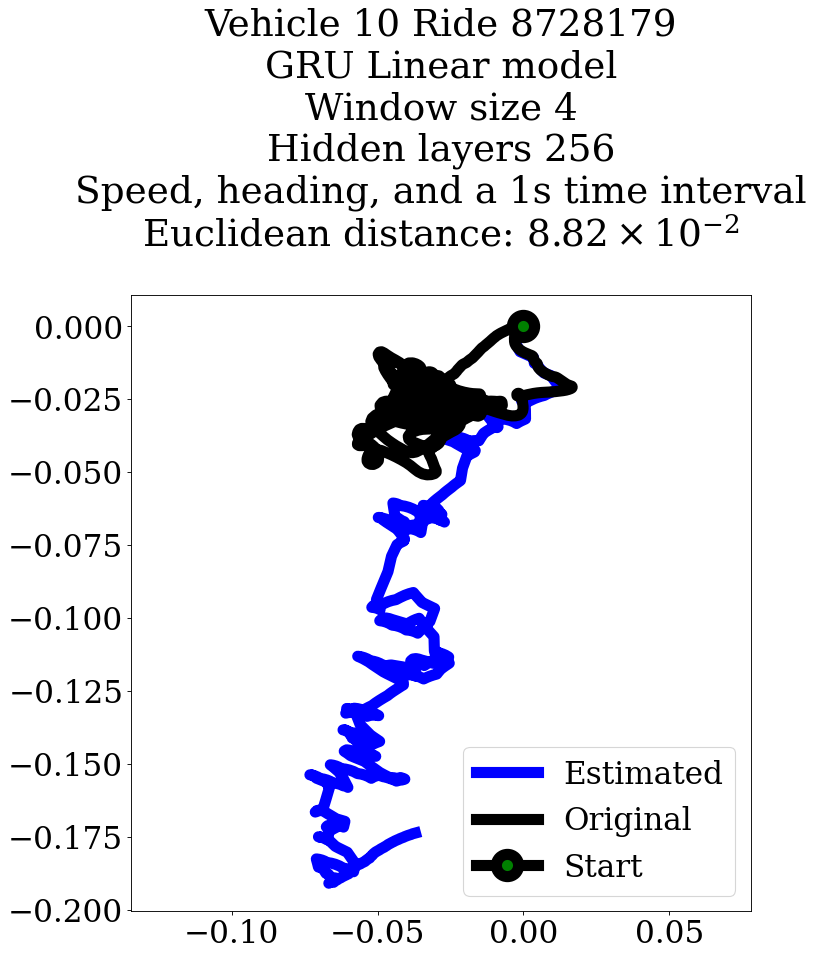 Vehicle 10 Ride 8728179
GRU Linear model
Window size 4
Hidden layers 256
Speed, heading, and a 1s time interval
Euclidean distance: 8.82 × 10⁻²
0.000
−0.025
−0.050
−0.075
−0.100
−0.125
−0.150
−0.175
−0.200
Estimated
Original
Start
−0.10
−0.05
0.00
0.05